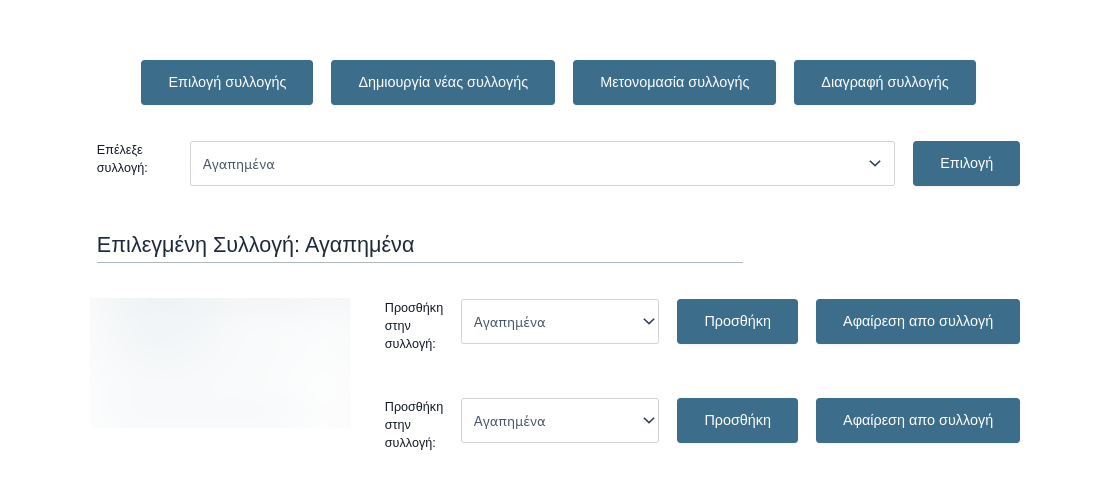 Επιλογή συλλογής Δημιουργία νέας συλλογής Μετονομασία συλλογής Διαγραφή συλλογής
Επέλεξε
συλλογή:
Αγαπημένα
Επιλογή
Επιλεγμένη Συλλογή: Αγαπημένα
Προσθήκη
στην
συλλογή:
Αγαπημένα
Προσθήκη
Αφαίρεση απο συλλογή
Προσθήκη
στην
συλλογή:
Αγαπημένα
Προσθήκη
Αφαίρεση απο συλλογή